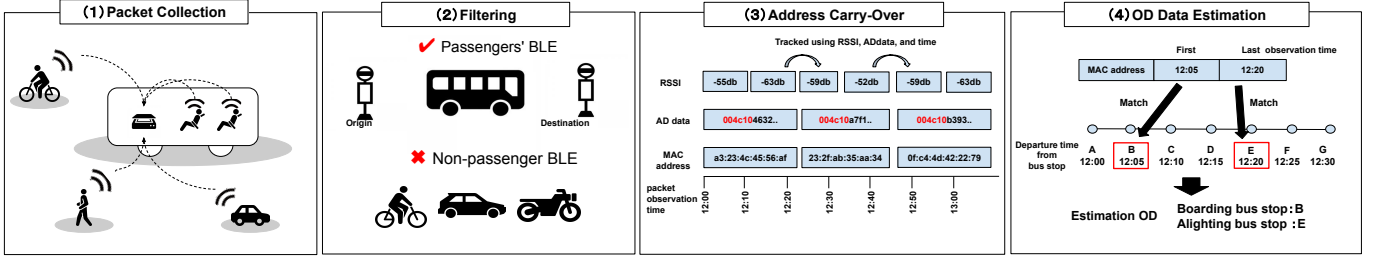 (1) Packet Collection
(2) Filtering
✔ Passengers' BLE
Origin
Destination
✖ Non-passenger BLE
(3) Address Carry-Over
Tracked using RSSI, ADdata, and time
RSSI
-55db -63db -59db -52db -59db -63db
AD data
004c104632.. 004c10a7f1.. 004c10b393..
MAC
address
a3:23:4c:45:56:af 23:2f:ab:35:aa:34 0f:c4:4d:42:22:79
packet
observation
time
12:00 12:10 12:20 12:30 12:40 12:50 13:00
(4) OD Data Estimation
First Last observation time
MAC address 12:05 12:20
Match Match
Departure time
from
bus stop
A B C D E F G
12:00 12:05 12:10 12:15 12:20 12:25 12:30
Estimation OD
Boarding bus stop : B
Alighting bus stop : E